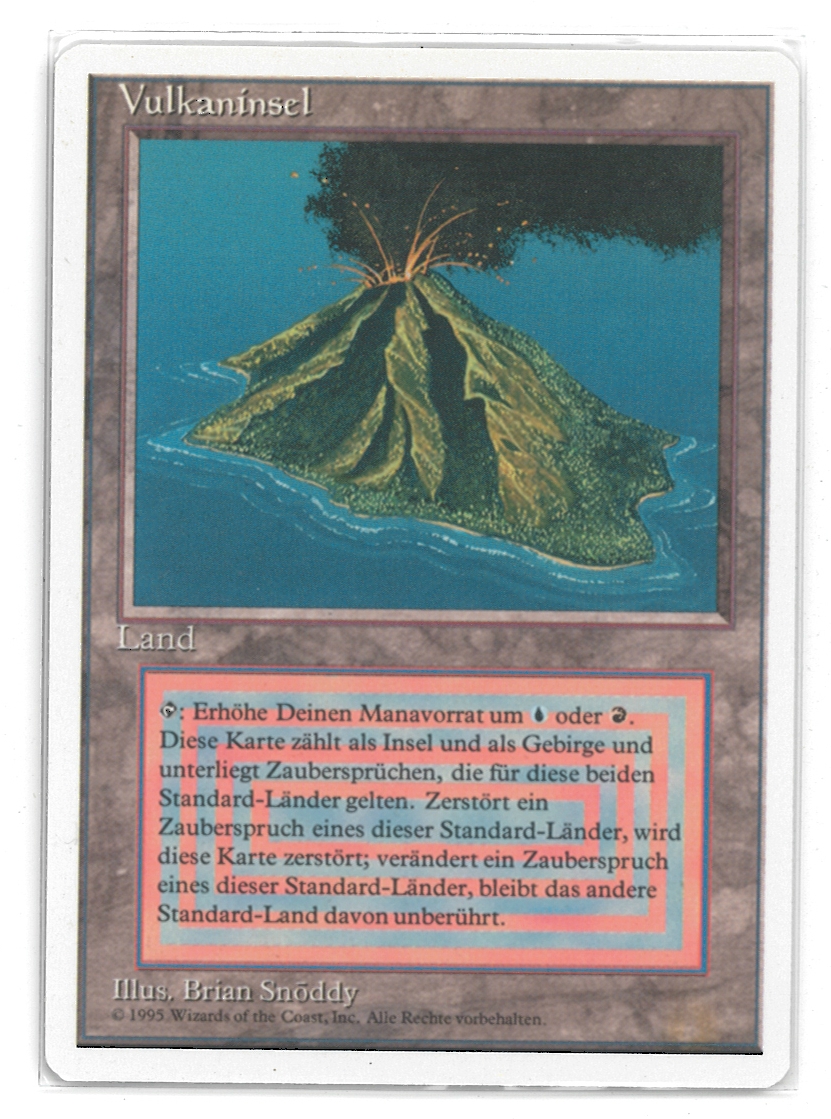 Vulkaninsel
Land
: Erhöhe Deinen Manavorrat um oder .
Diese Karte zählt als Insel und als Gebirge und
unterliegt Zaubersprüchen, die für diese beiden
Standard-Länder gelten. Zerstört ein
Zauberspruch eines dieser Standard-Länder, wird
diese Karte zerstört; verändert ein Zauberspruch
eines dieser Standard-Länder, bleibt das andere
Standard-Land davon unberührt.
Illus. Brian Snōddy
© 1995 Wizards of the Coast, Inc. Alle Rechte vorbehalten.